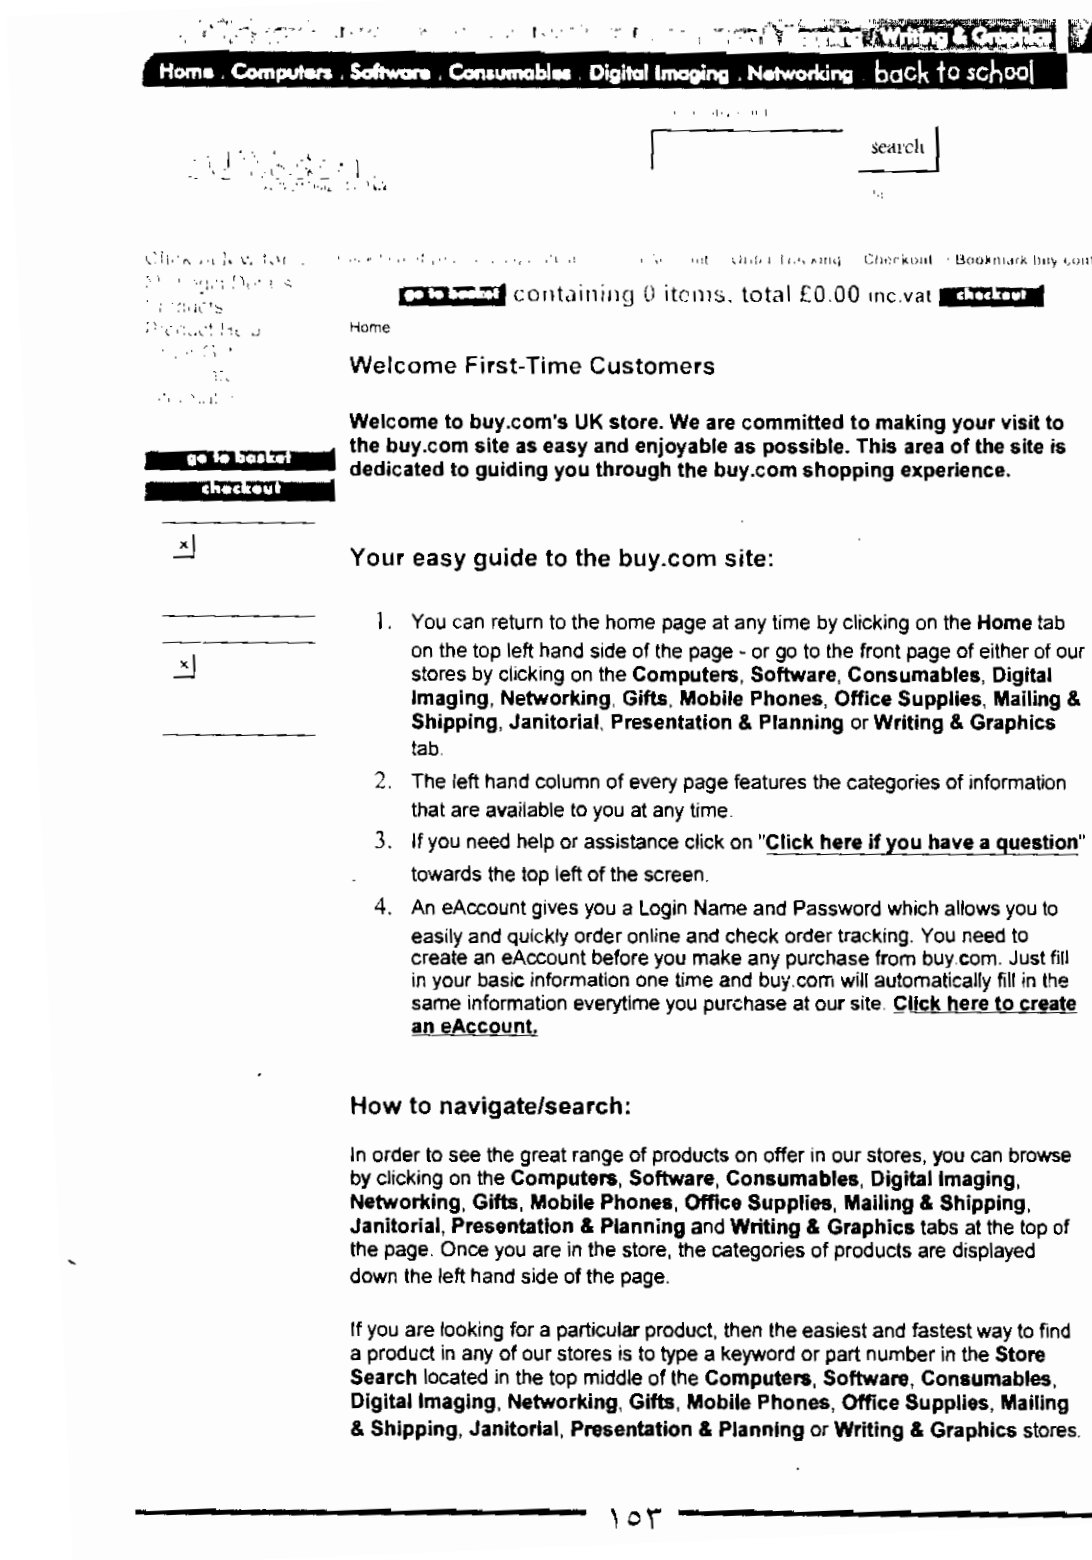 Writing & Graphics
Home . Computers . Software . Consumables . Digital Imaging . Networking back to school
search
Checkout Bookmark buy.com
go to basket containing 0 items, total £0.00 inc.vat checkout
Home
Welcome First-Time Customers
Welcome to buy.com's UK store. We are committed to making your visit to
the buy.com site as easy and enjoyable as possible. This area of the site is
dedicated to guiding you through the buy.com shopping experience.
go to basket
checkout
Your easy guide to the buy.com site:
1. You can return to the home page at any time by clicking on the Home tab
on the top left hand side of the page - or go to the front page of either of our
stores by clicking on the Computers, Software, Consumables, Digital
Imaging, Networking, Gifts, Mobile Phones, Office Supplies, Mailing &
Shipping, Janitorial, Presentation & Planning or Writing & Graphics
tab.
2. The left hand column of every page features the categories of information
that are available to you at any time.
3. If you need help or assistance click on "Click here if you have a question"
towards the top left of the screen.
4. An eAccount gives you a Login Name and Password which allows you to
easily and quickly order online and check order tracking. You need to
create an eAccount before you make any purchase from buy.com. Just fill
in your basic information one time and buy.com will automatically fill in the
same information everytime you purchase at our site. Click here to create
an eAccount.
How to navigate/search:
In order to see the great range of products on offer in our stores, you can browse
by clicking on the Computers, Software, Consumables, Digital Imaging,
Networking, Gifts, Mobile Phones, Office Supplies, Mailing & Shipping,
Janitorial, Presentation & Planning and Writing & Graphics tabs at the top of
the page. Once you are in the store, the categories of products are displayed
down the left hand side of the page.
If you are looking for a particular product, then the easiest and fastest way to find
a product in any of our stores is to type a keyword or part number in the Store
Search located in the top middle of the Computers, Software, Consumables,
Digital Imaging, Networking, Gifts, Mobile Phones, Office Supplies, Mailing
& Shipping, Janitorial, Presentation & Planning or Writing & Graphics stores.
١٥٣